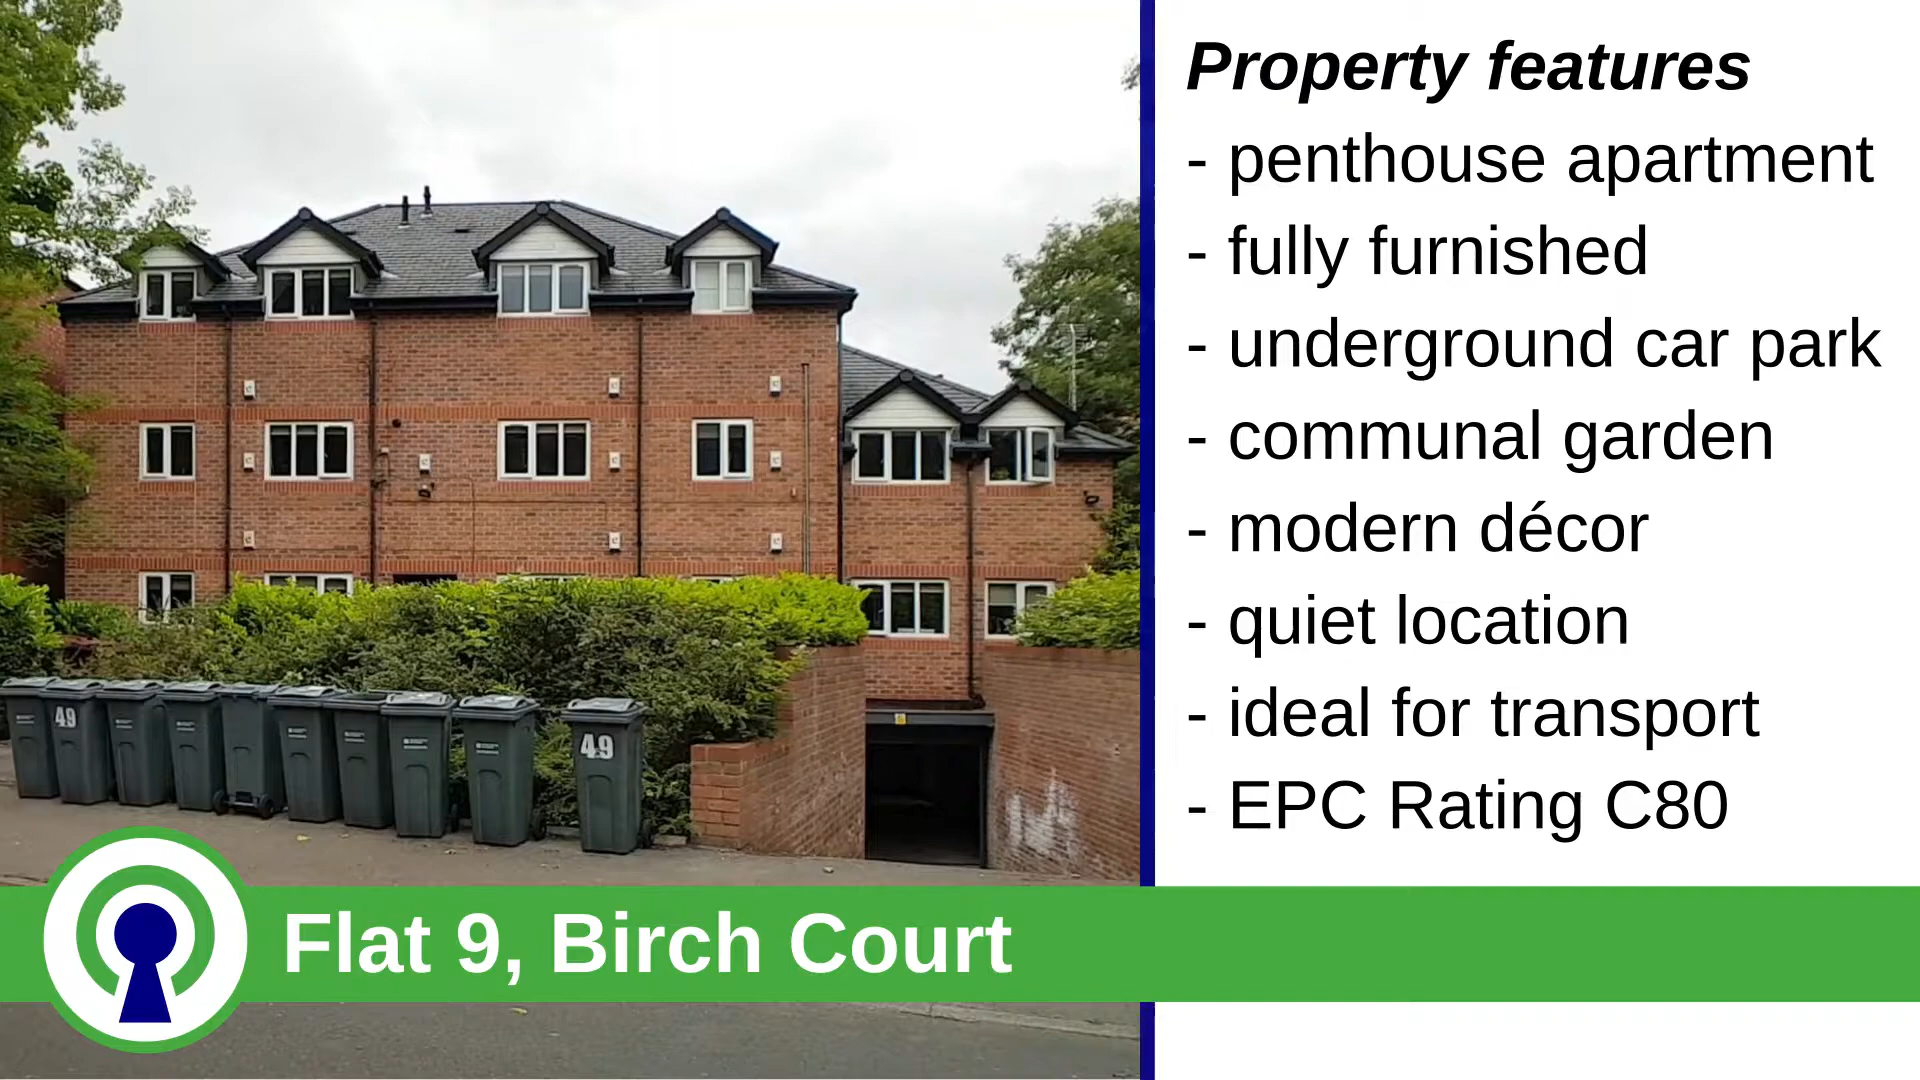 Property features
- penthouse apartment
- fully furnished
- underground car park
- communal garden
- modern décor
- quiet location
- ideal for transport
- EPC Rating C80
49
49
Flat 9, Birch Court